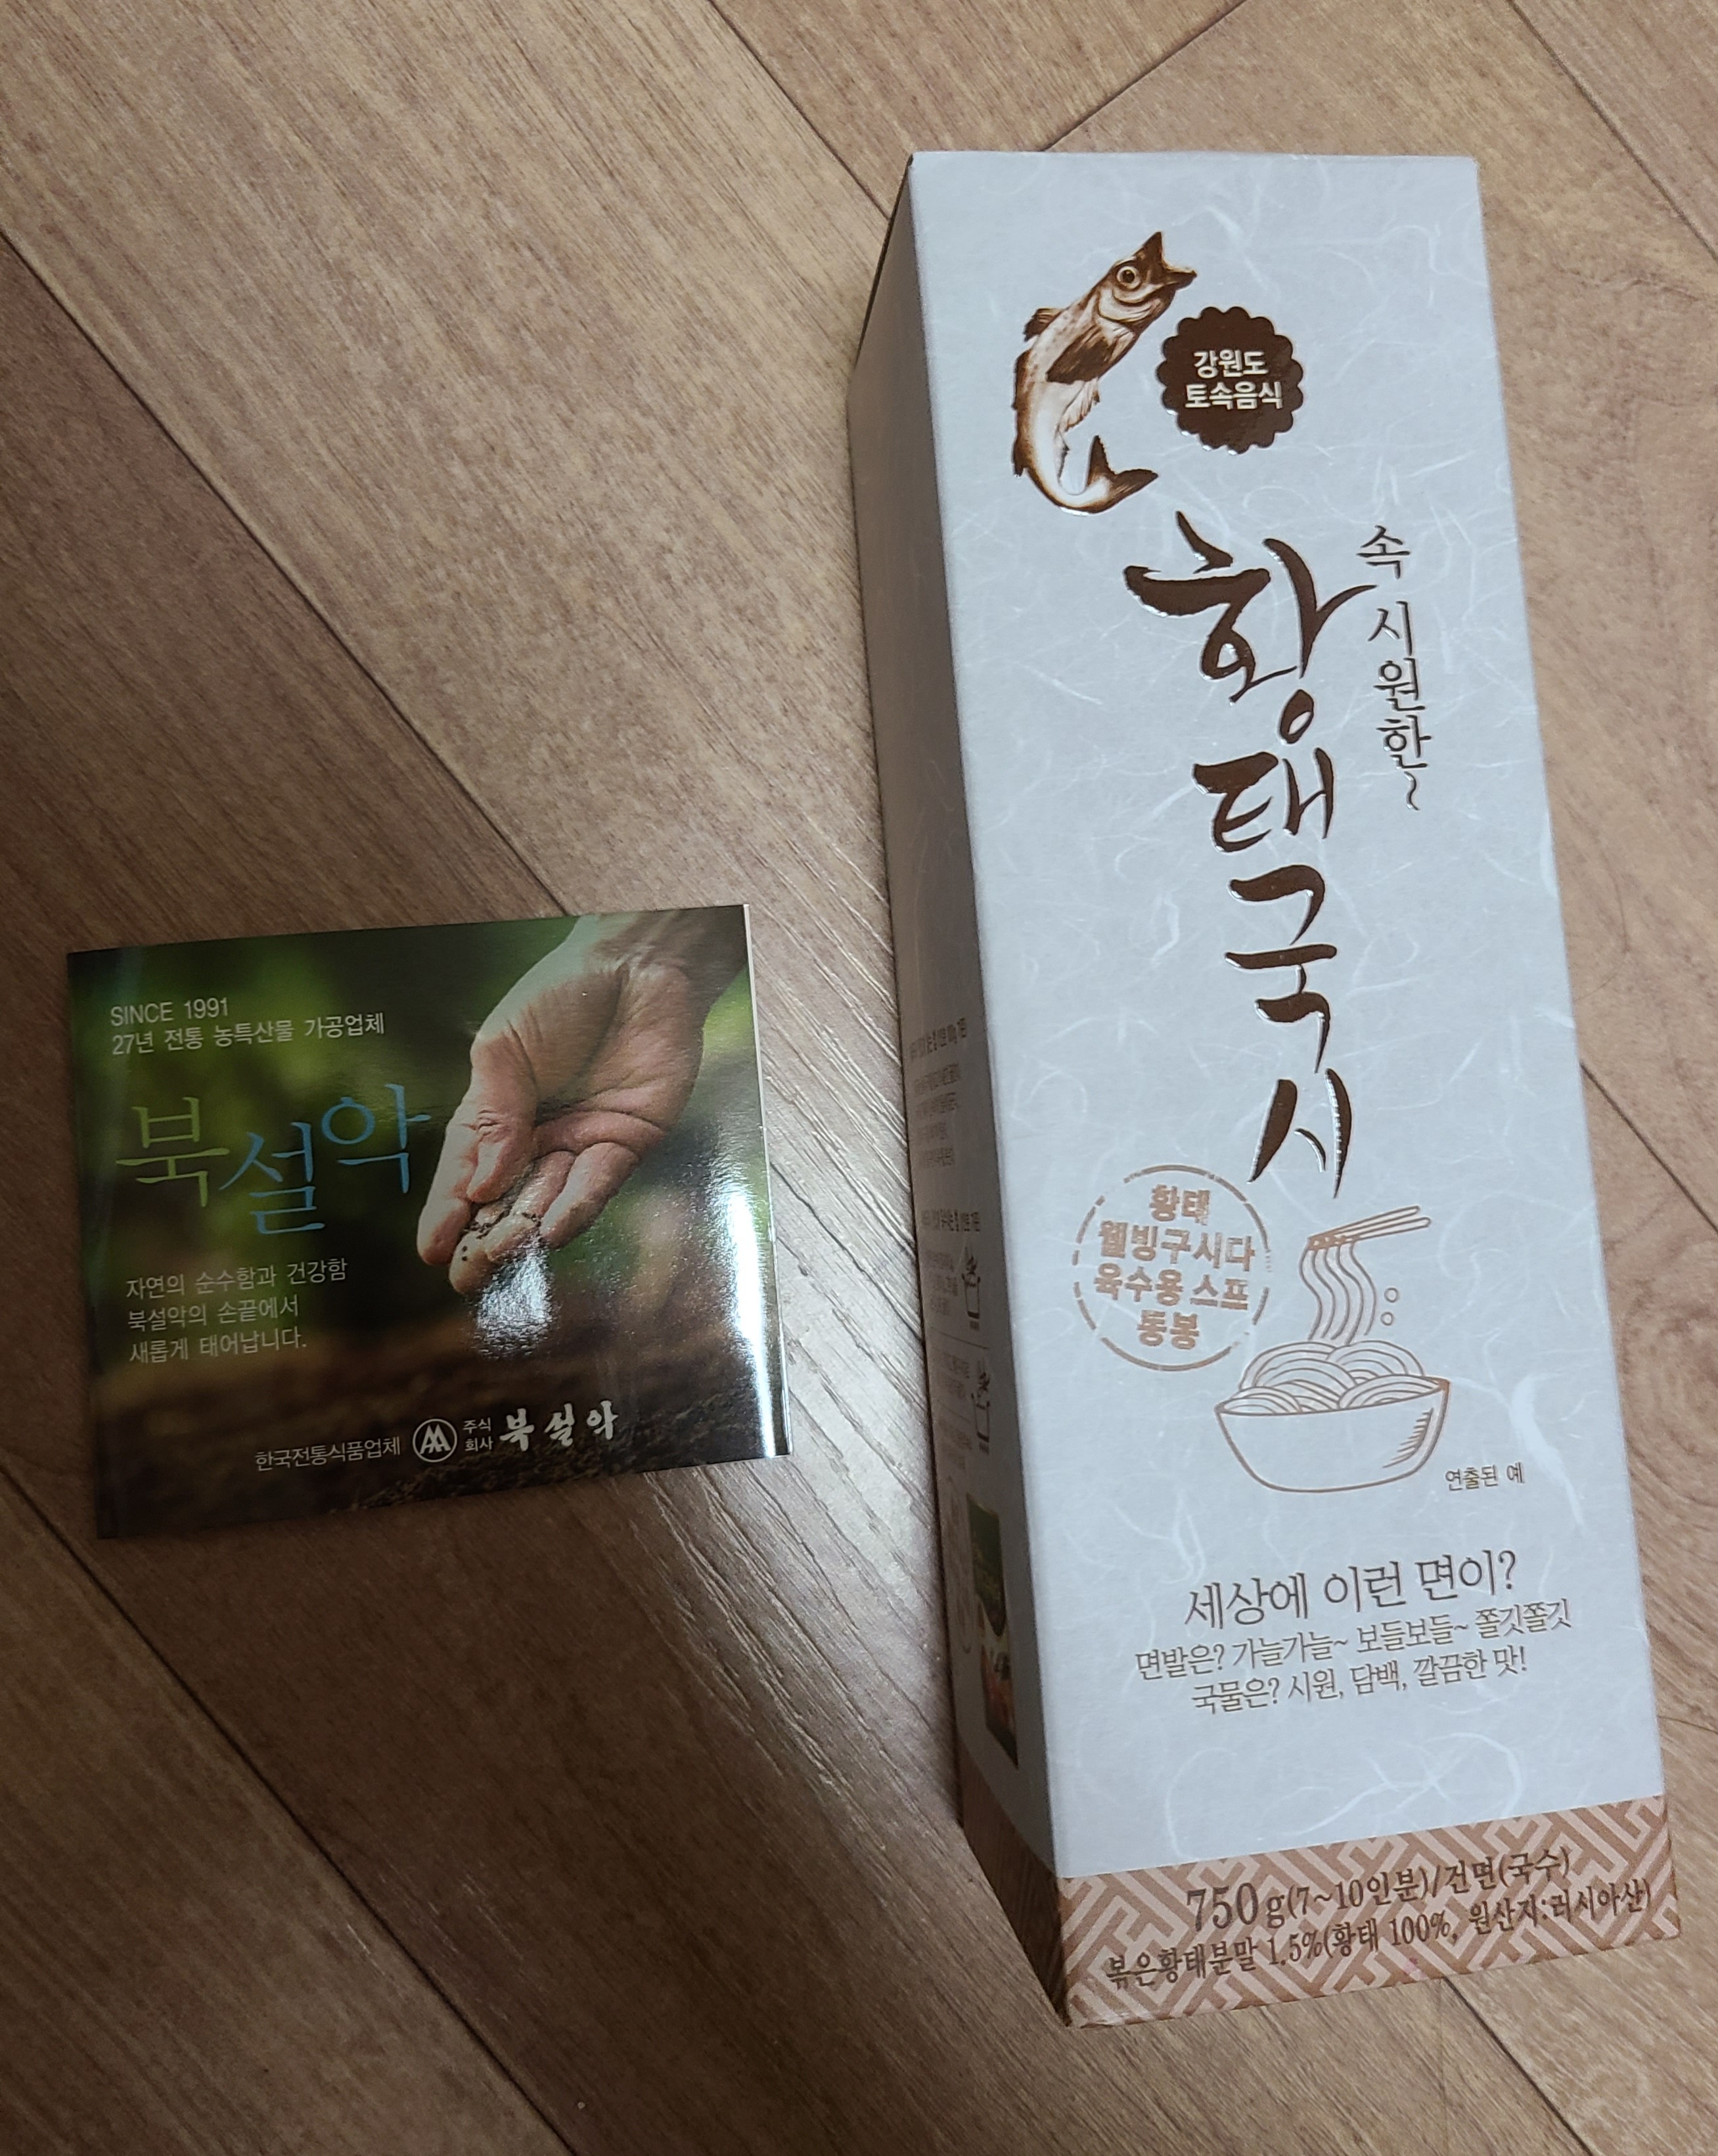 SINCE 1991
27년 전통 농특산물 가공업체
북설악
자연의 순수함과 건강함
북설악의 손끝에서
새롭게 태어납니다.
한국전통식품업체 주식회사 북설악
강원도
토속음식
속 시원한~
황태국시
황태
웰빙구시다
육수용 스프
동봉
연출된 예
세상에 이런 면이?
면발은? 가늘가늘~ 보들보들~ 쫄깃쫄깃
국물은? 시원, 담백, 깔끔한 맛!
750g(7~10인분)/건면(국수)
볶은황태분말 1.5%(황태 100%, 원산지:러시아산)